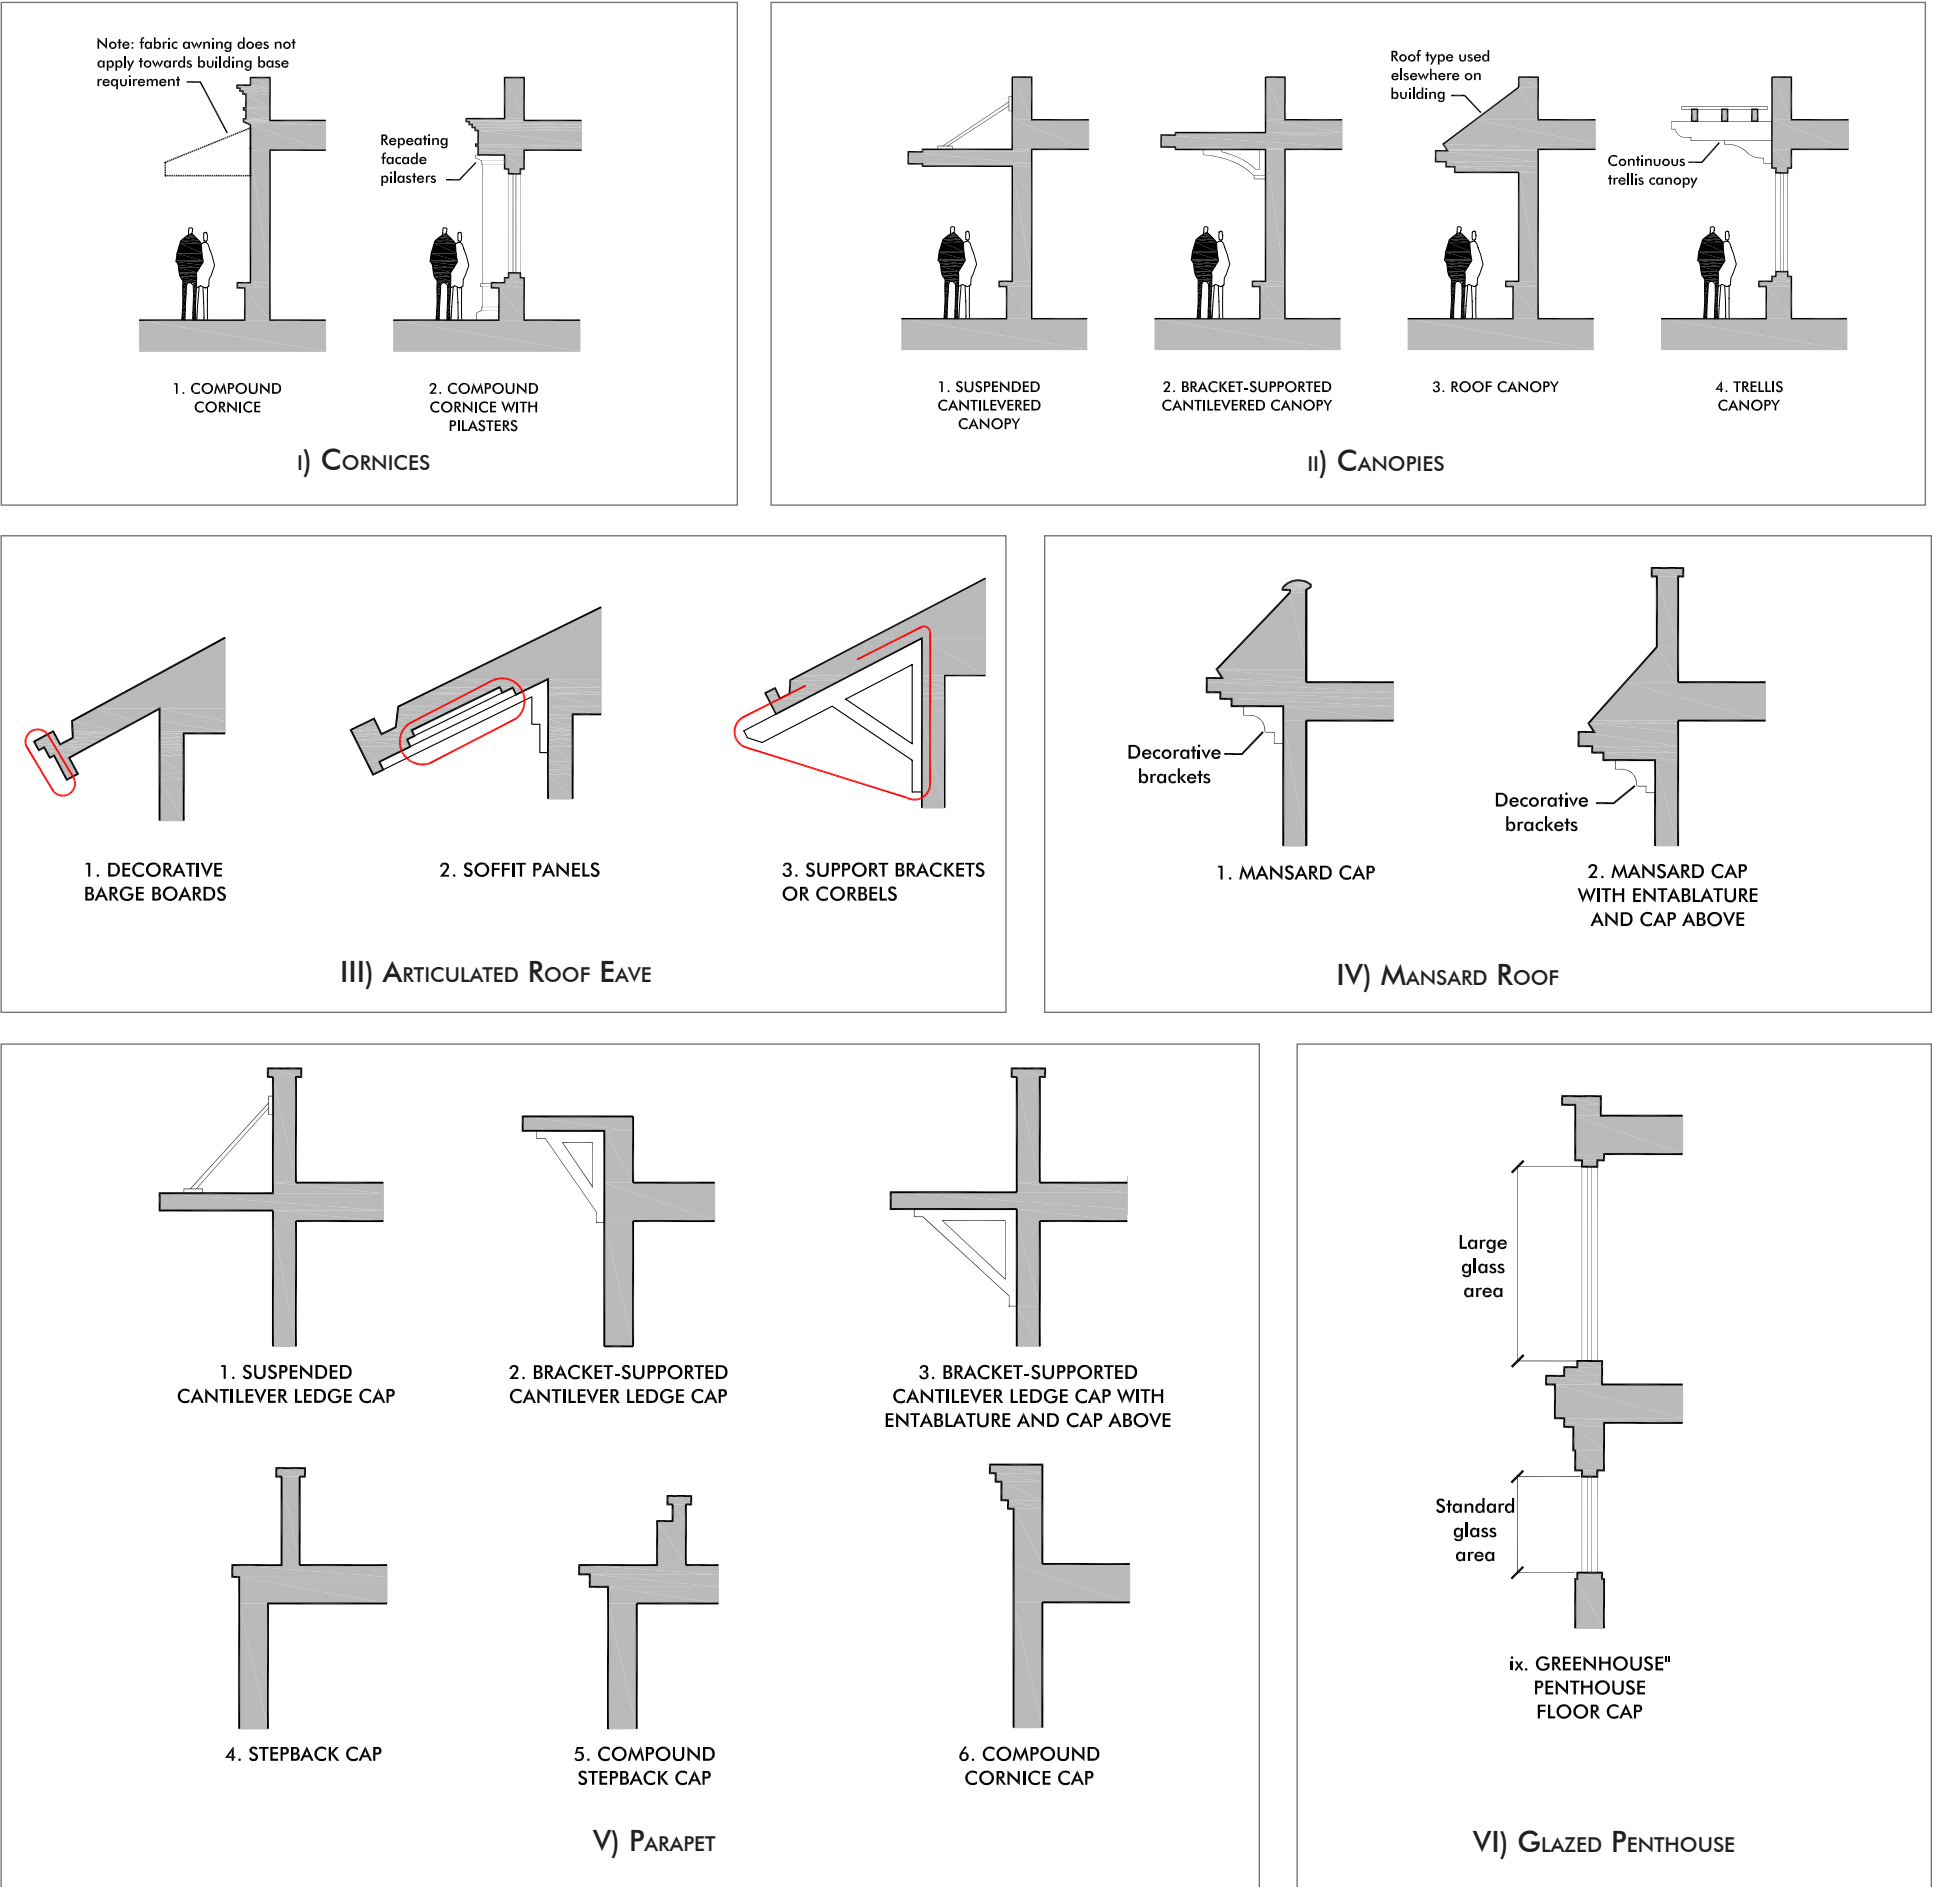 Note: fabric awning does not
apply towards building base
requirement
Repeating
facade
pilasters
1. COMPOUND
CORNICE
2. COMPOUND
CORNICE WITH
PILASTERS
I) CORNICES
Roof type used
elsewhere on
building
Continuous
trellis canopy
1. SUSPENDED
CANTILEVERED
CANOPY
2. BRACKET-SUPPORTED
CANTILEVERED CANOPY
3. ROOF CANOPY
4. TRELLIS
CANOPY
II) CANOPIES
1. DECORATIVE
BARGE BOARDS
2. SOFFIT PANELS
3. SUPPORT BRACKETS
OR CORBELS
III) ARTICULATED ROOF EAVE
Decorative
brackets
Decorative
brackets
1. MANSARD CAP
2. MANSARD CAP
WITH ENTABLATURE
AND CAP ABOVE
IV) MANSARD ROOF
1. SUSPENDED
CANTILEVER LEDGE CAP
2. BRACKET-SUPPORTED
CANTILEVER LEDGE CAP
3. BRACKET-SUPPORTED
CANTILEVER LEDGE CAP WITH
ENTABLATURE AND CAP ABOVE
4. STEPBACK CAP
5. COMPOUND
STEPBACK CAP
6. COMPOUND
CORNICE CAP
V) PARAPET
Large
glass
area
Standard
glass
area
ix. GREENHOUSE"
PENTHOUSE
FLOOR CAP
VI) GLAZED PENTHOUSE